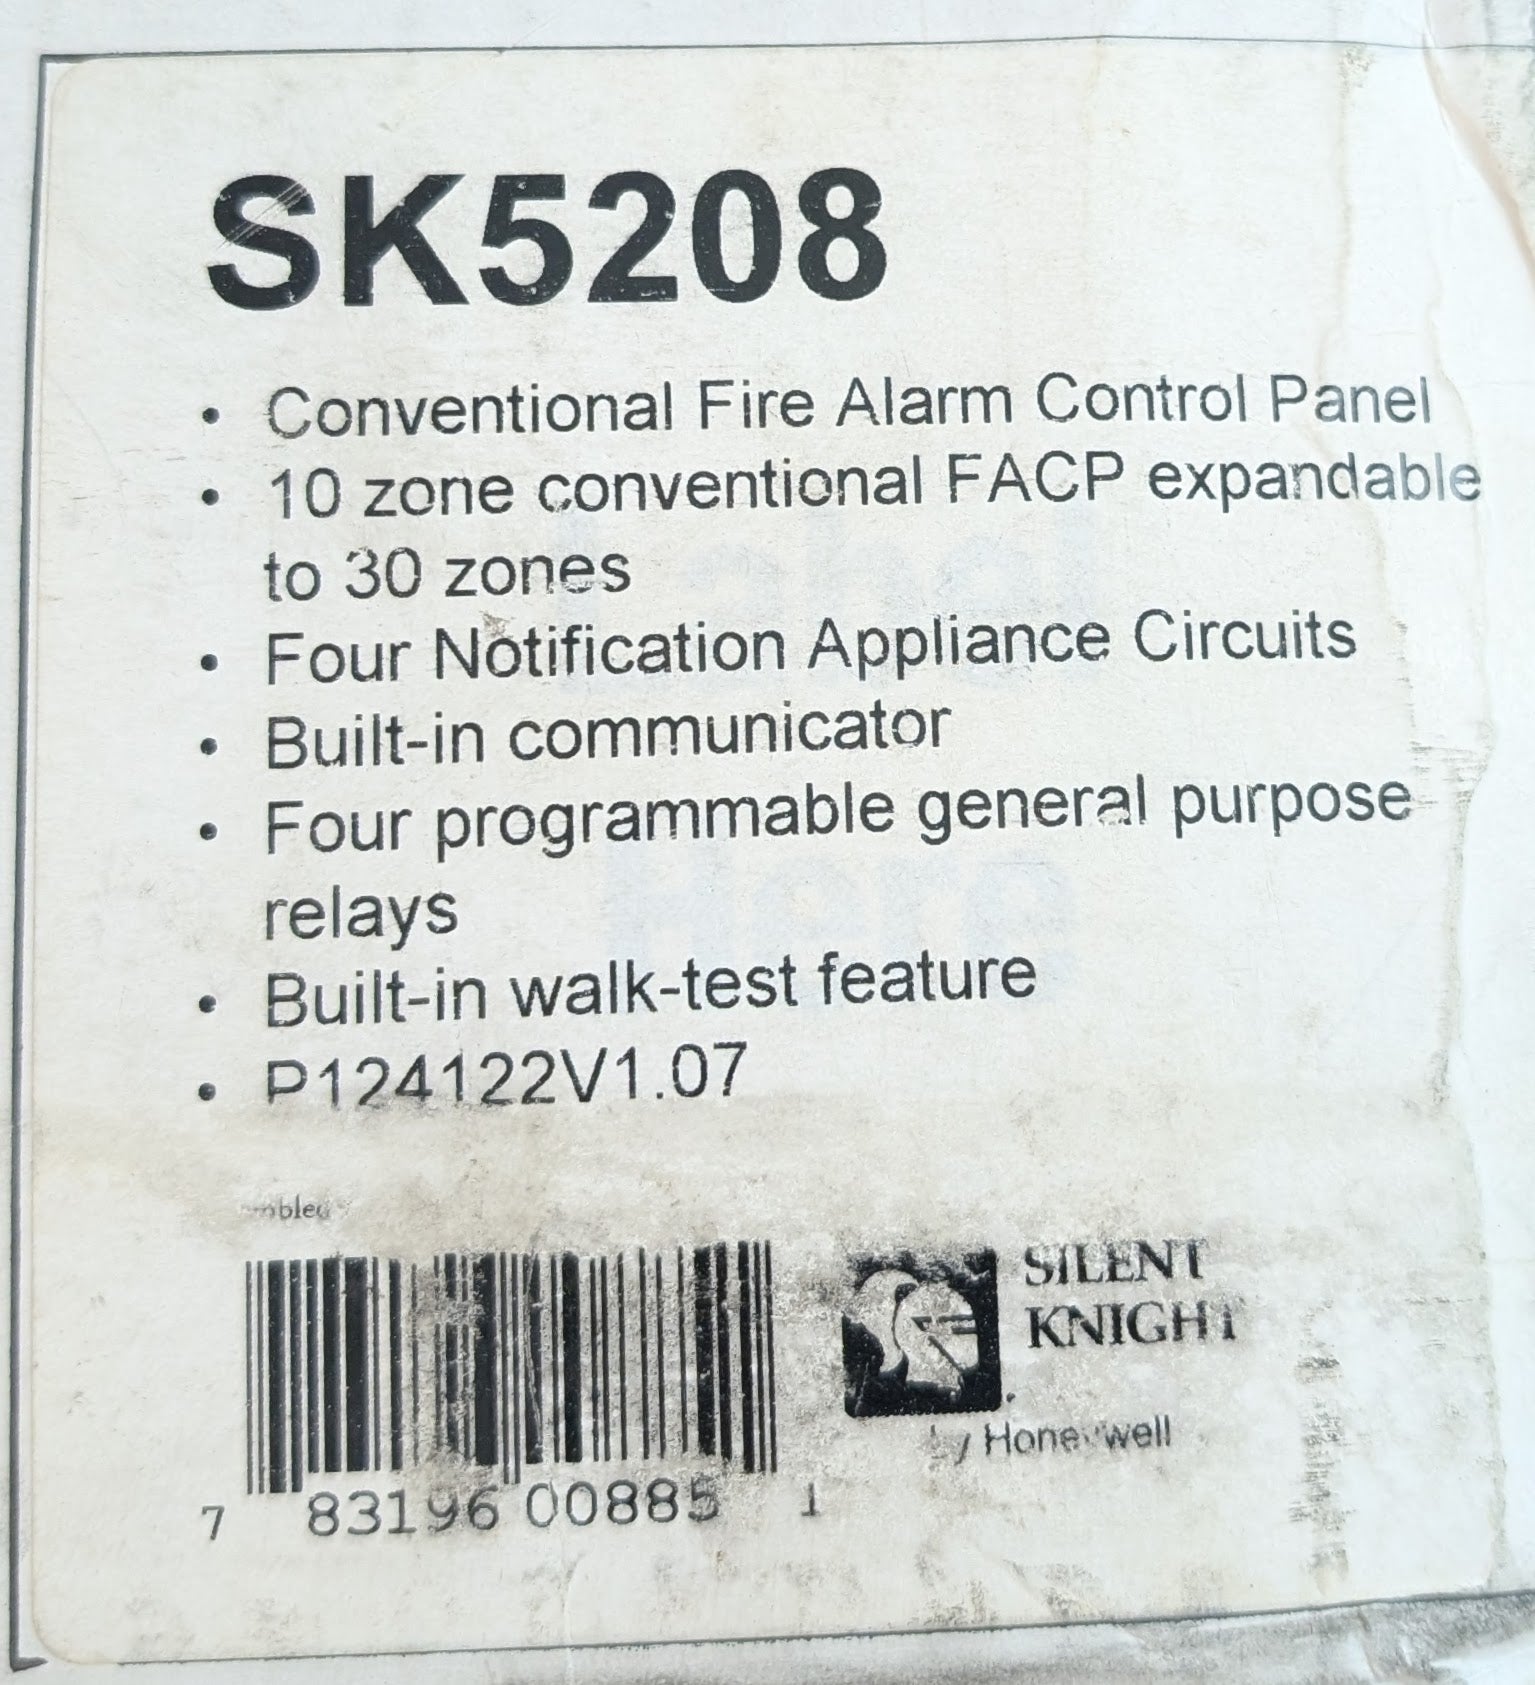 SK5208
• Conventional Fire Alarm Control Panel
• 10 zone conventional FACP expandable
to 30 zones
• Four Notification Appliance Circuits
• Built-in communicator
• Four programmable general purpose
relays
• Built-in walk-test feature
• P124122V1.07
SILENT
KNIGHT
by Honeywell
7 83196 00885 1